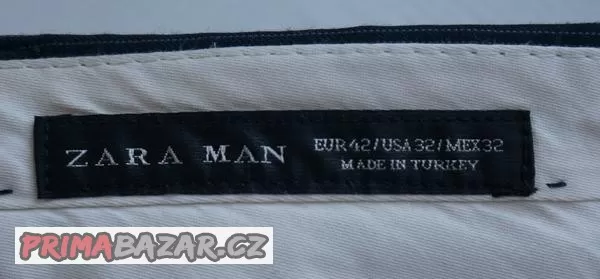 ZARA MAN
EUR 42 / USA 32 / MEX 32
MADE IN TURKEY
PRIMABAZAR.CZ